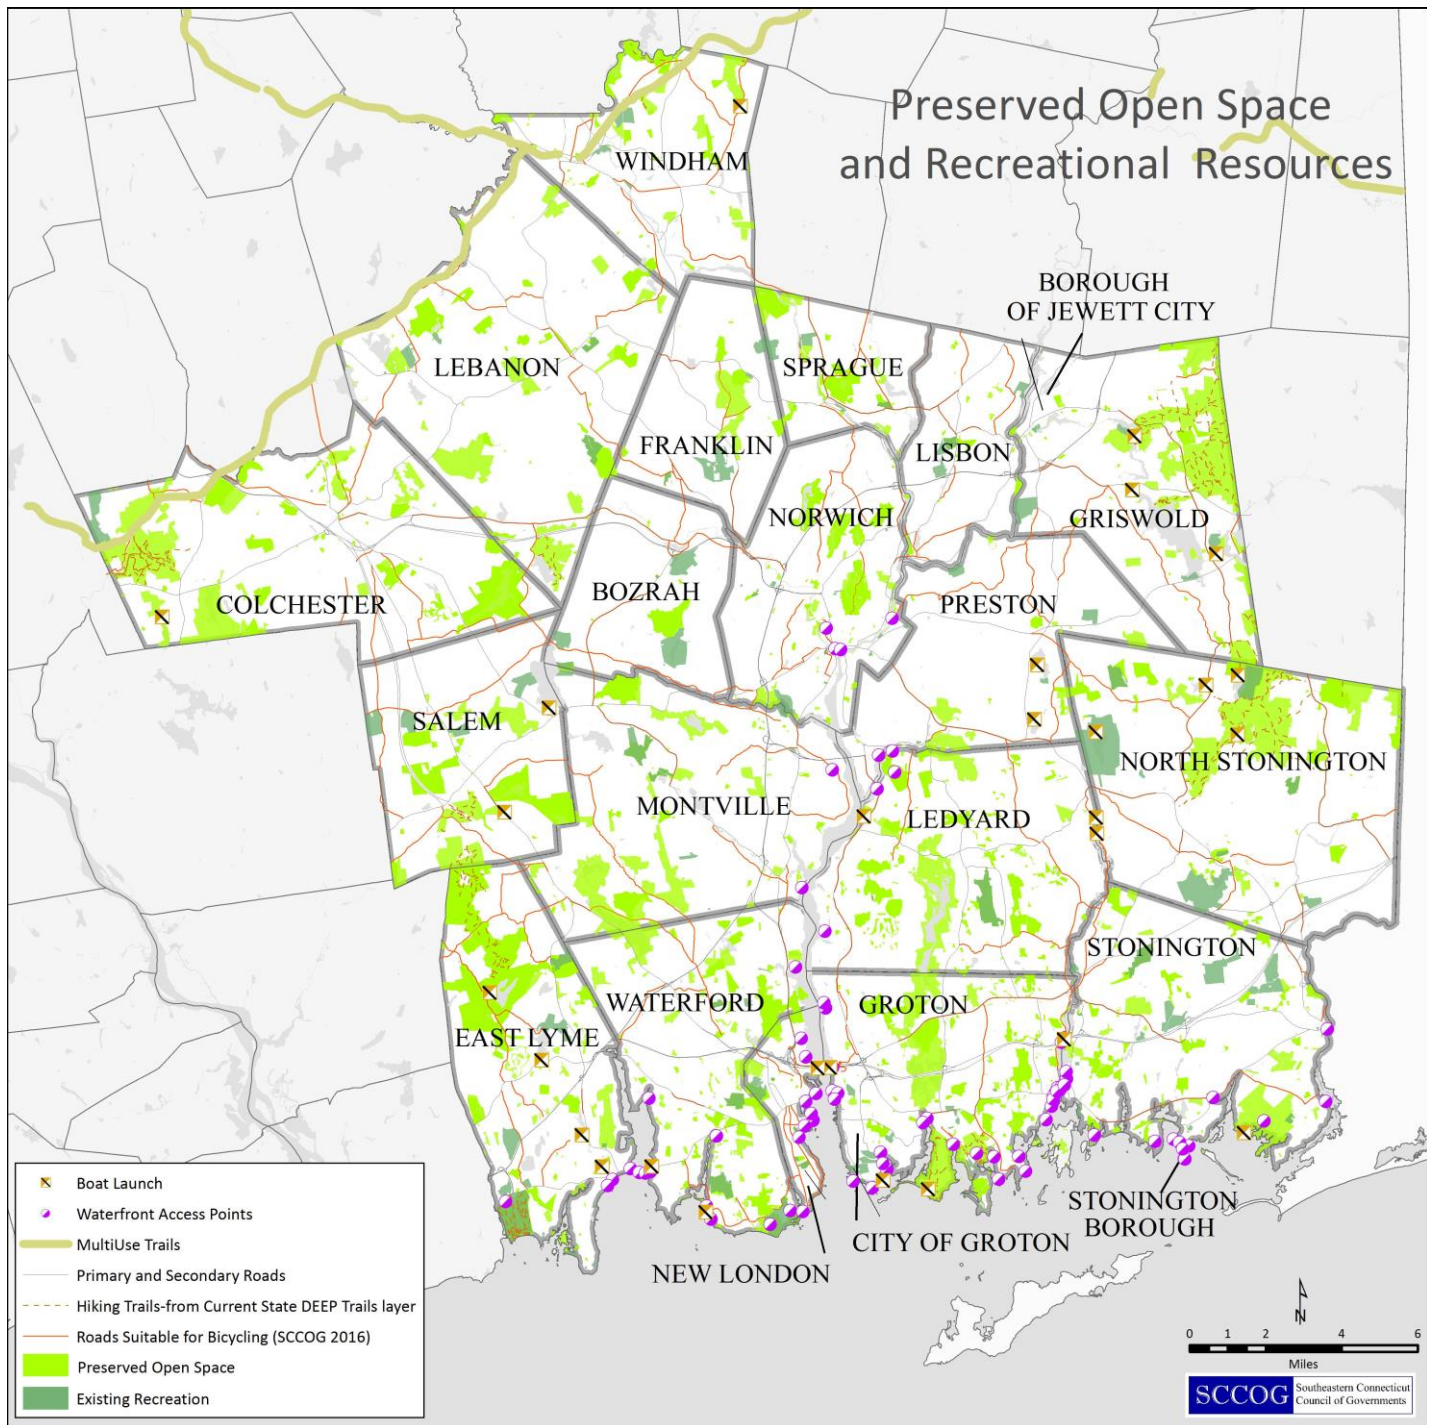 Preserved Open Space
and Recreational Resources
WINDHAM
BOROUGH
OF JEWETT CITY
LEBANON
SPRAGUE
FRANKLIN
LISBON
NORWICH
GRISWOLD
BOZRAH
COLCHESTER
PRESTON
SALEM
NORTH STONINGTON
MONTVILLE
LEDYARD
STONINGTON
WATERFORD
GROTON
EAST LYME
STONINGTON
BOROUGH
CITY OF GROTON
NEW LONDON
Boat Launch
Waterfront Access Points
MultiUse Trails
Primary and Secondary Roads
Hiking Trails-from Current State DEEP Trails layer
Roads Suitable for Bicycling (SCCOG 2016)
Preserved Open Space
Existing Recreation
N
0 1 2 4 6
Miles
SCCOG
Southeastern Connecticut
Council of Governments